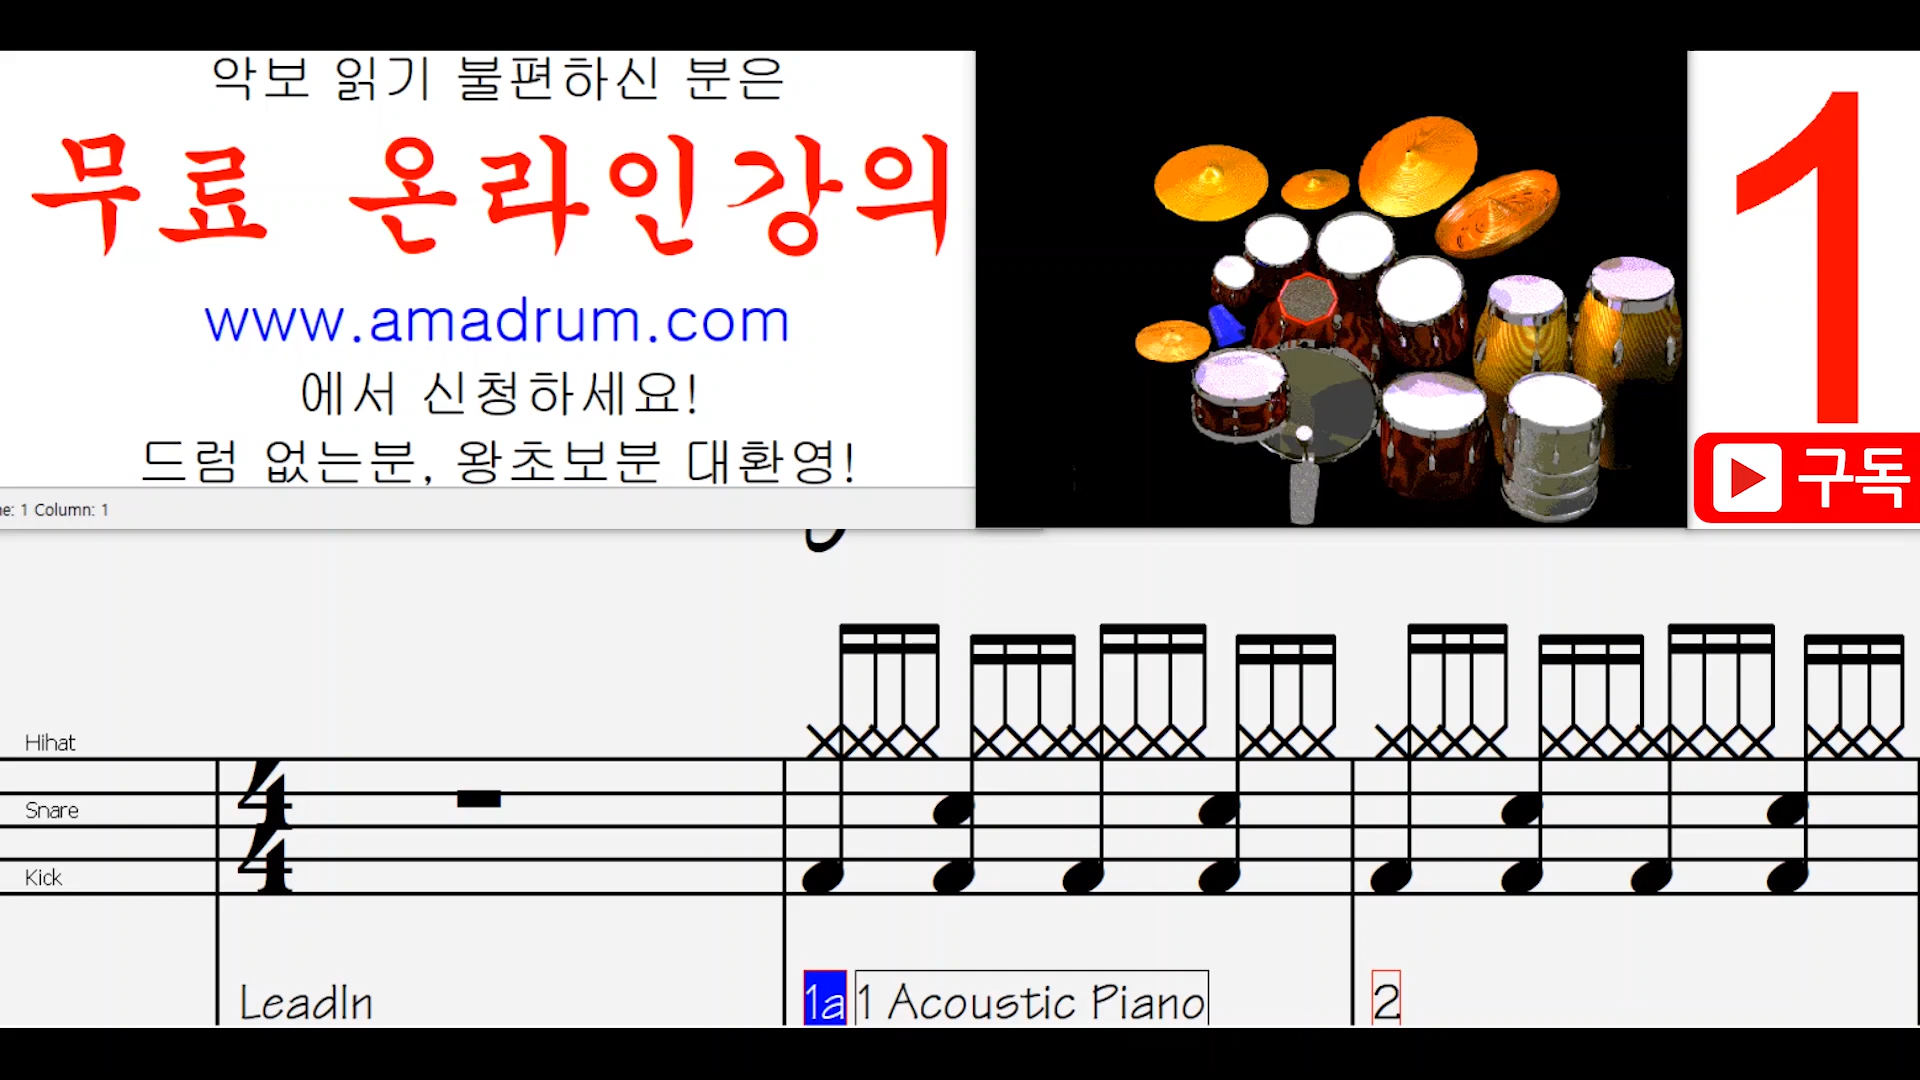 악보 읽기 불편하신 분은
무료 온라인강의
www.amadrum.com
에서 신청하세요!
드럼 없는분, 왕초보분 대환영!
1
구독
1 Column: 1
Hihat
Snare
Kick
4
4
LeadIn
1a 1 Acoustic Piano
2